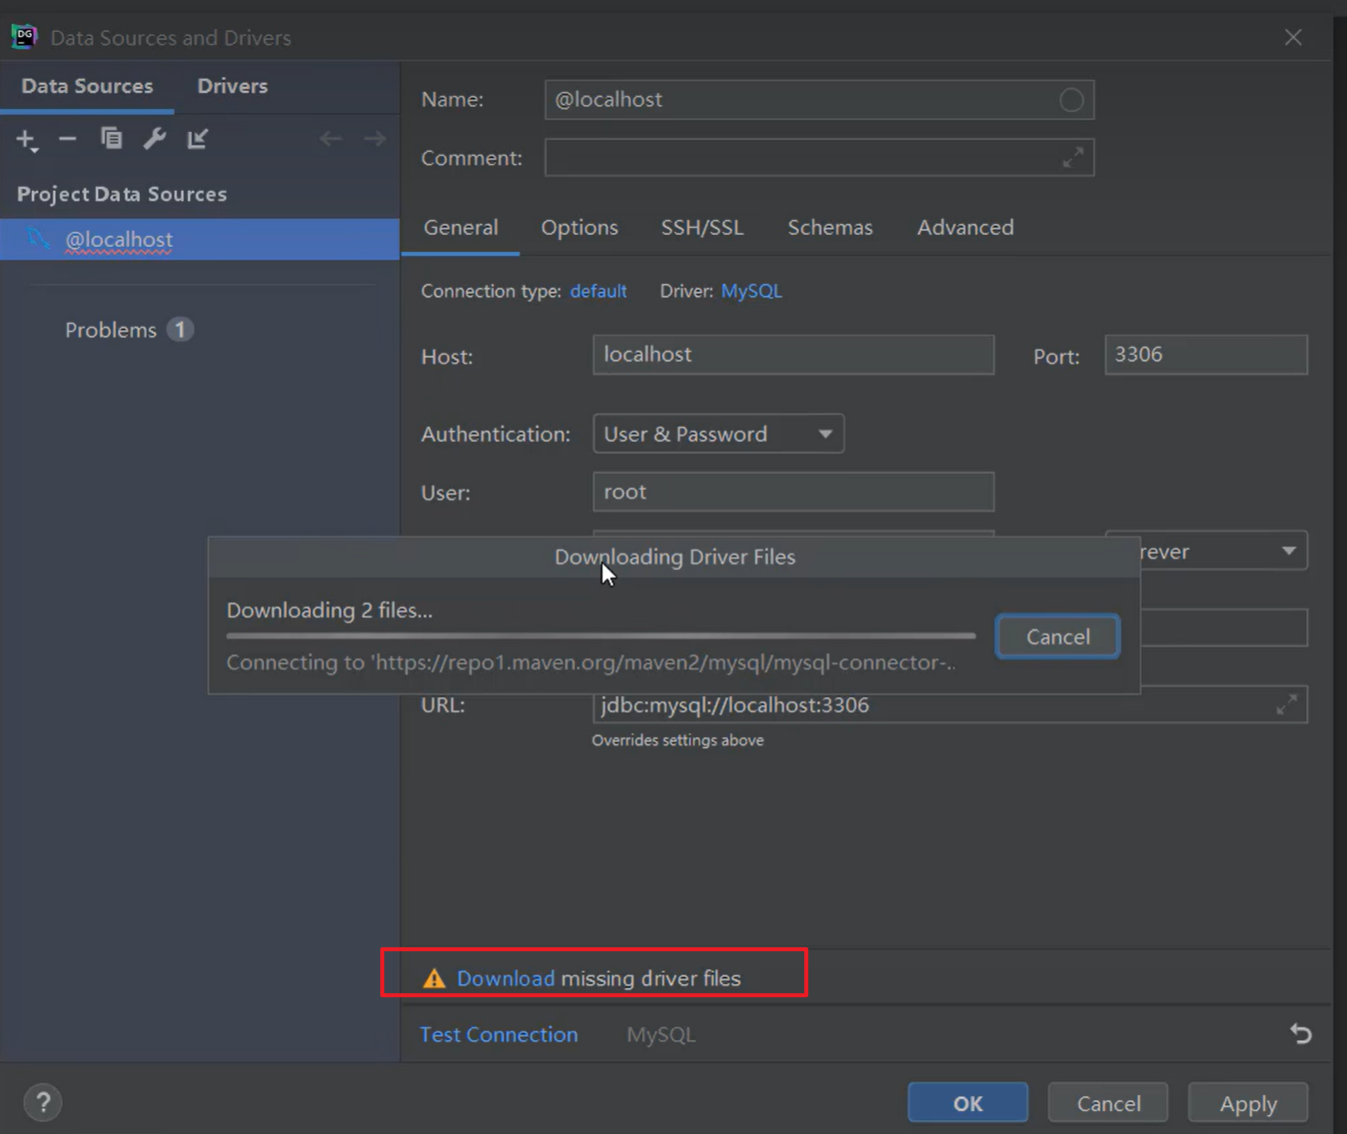 DG
Data Sources and Drivers
Data Sources Drivers
Project Data Sources
@localhost
Problems 1
Name: @localhost
Comment:
General Options SSH/SSL Schemas Advanced
Connection type: default Driver: MySQL
Host: localhost Port: 3306
Authentication: User & Password
User: root
rever
Downloading Driver Files
Downloading 2 files...
Cancel
Connecting to 'https://repo1.maven.org/maven2/mysql/mysql-connector-..
URL: jdbc:mysql://localhost:3306
Overrides settings above
Download missing driver files
Test Connection MySQL
? OK Cancel Apply